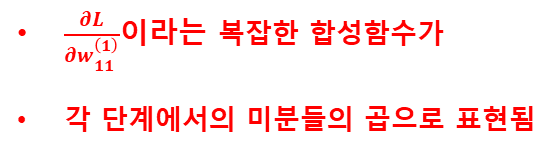 • ∂L/∂w₁₁⁽¹⁾이라는 복잡한 합성함수가
• 각 단계에서의 미분들의 곱으로 표현됨